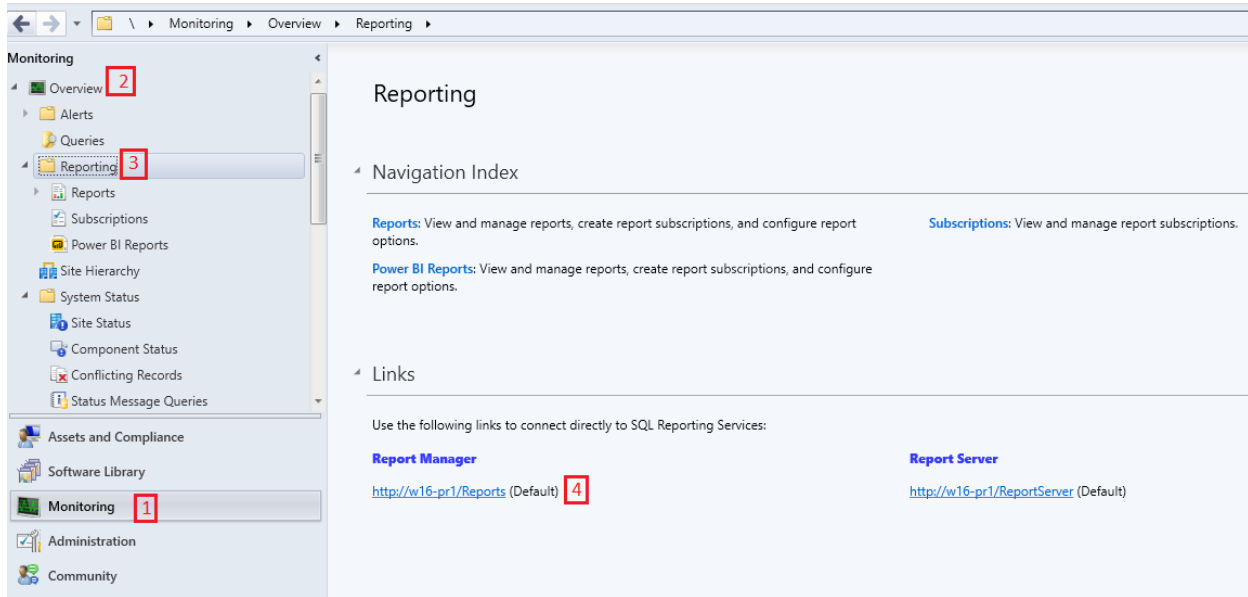 \ Monitoring Overview Reporting
Monitoring
Overview 2
Alerts
Queries
Reporting 3
Reports
Subscriptions
Power BI Reports
Site Hierarchy
System Status
Site Status
Component Status
Conflicting Records
Status Message Queries
Assets and Compliance
Software Library
Monitoring 1
Administration
Community
Reporting
Navigation Index
Reports: View and manage reports, create report subscriptions, and configure report
options.
Power BI Reports: View and manage reports, create report subscriptions, and configure
report options.
Subscriptions: View and manage report subscriptions.
Links
Use the following links to connect directly to SQL Reporting Services:
Report Manager
http://w16-pr1/Reports (Default) 4
Report Server
http://w16-pr1/ReportServer (Default)